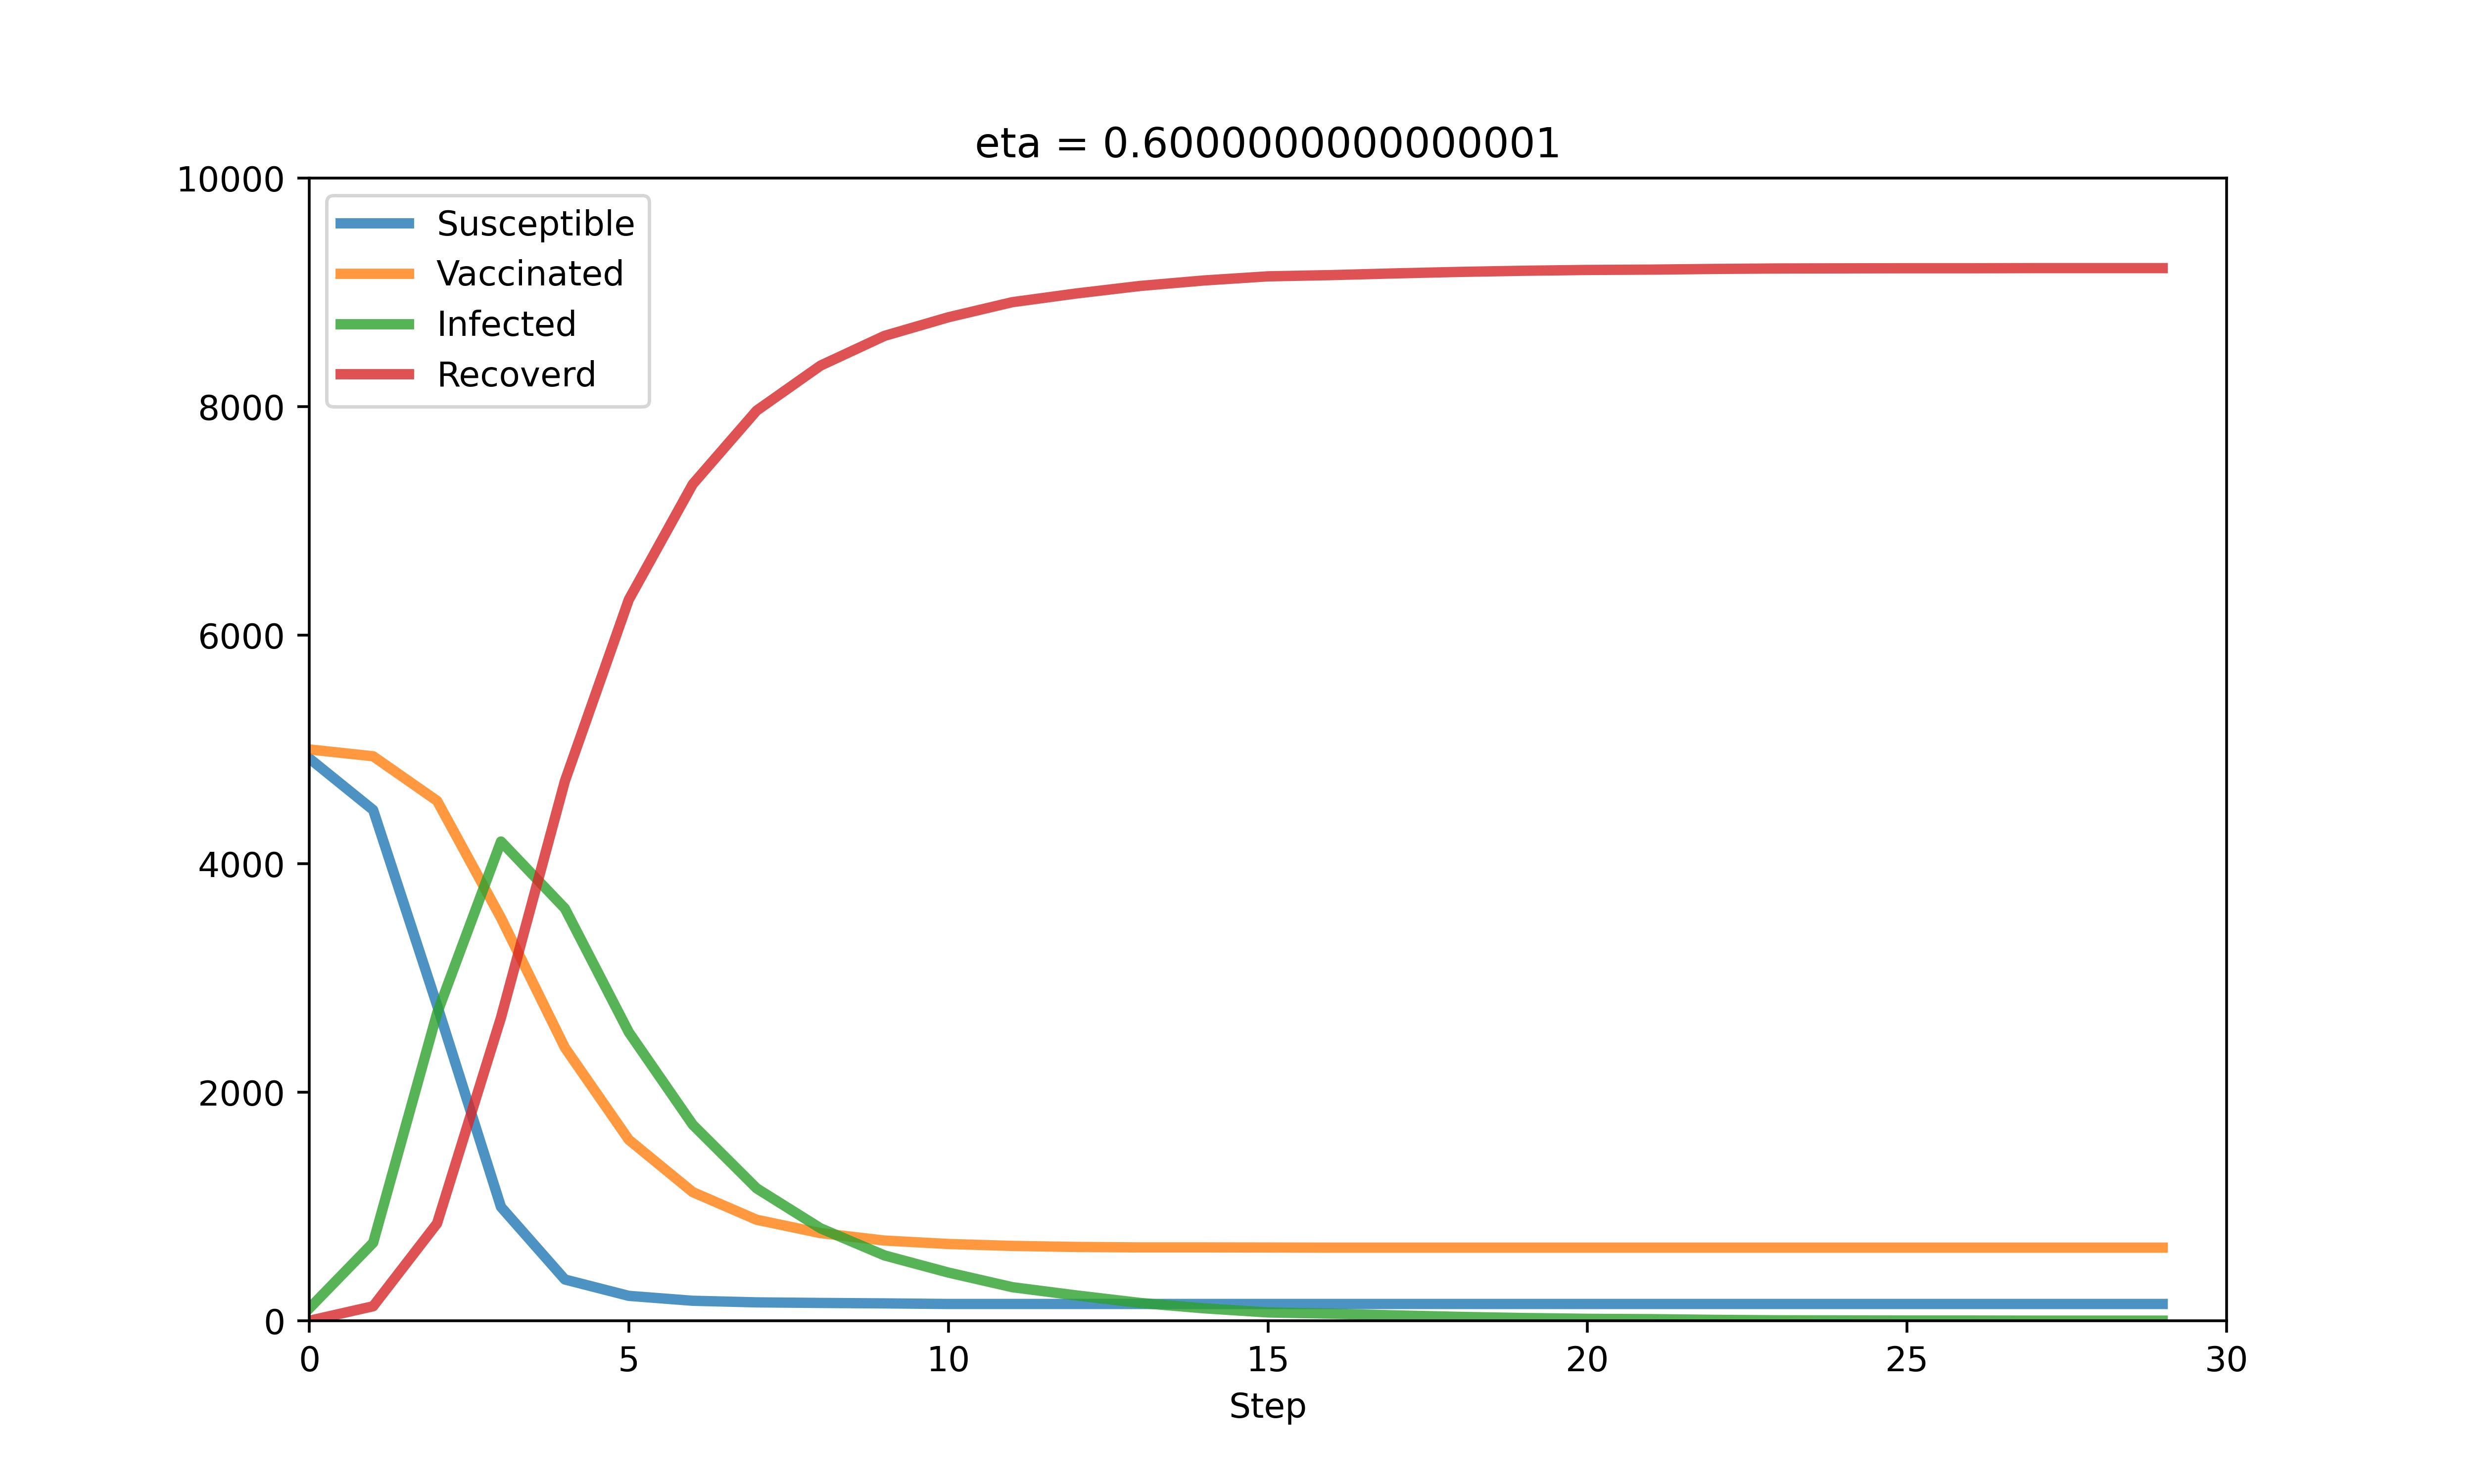 eta = 0.6000000000000001
10000
8000
6000
4000
2000
0
Susceptible
Vaccinated
Infected
Recoverd
0 5 10 15 20 25 30
Step